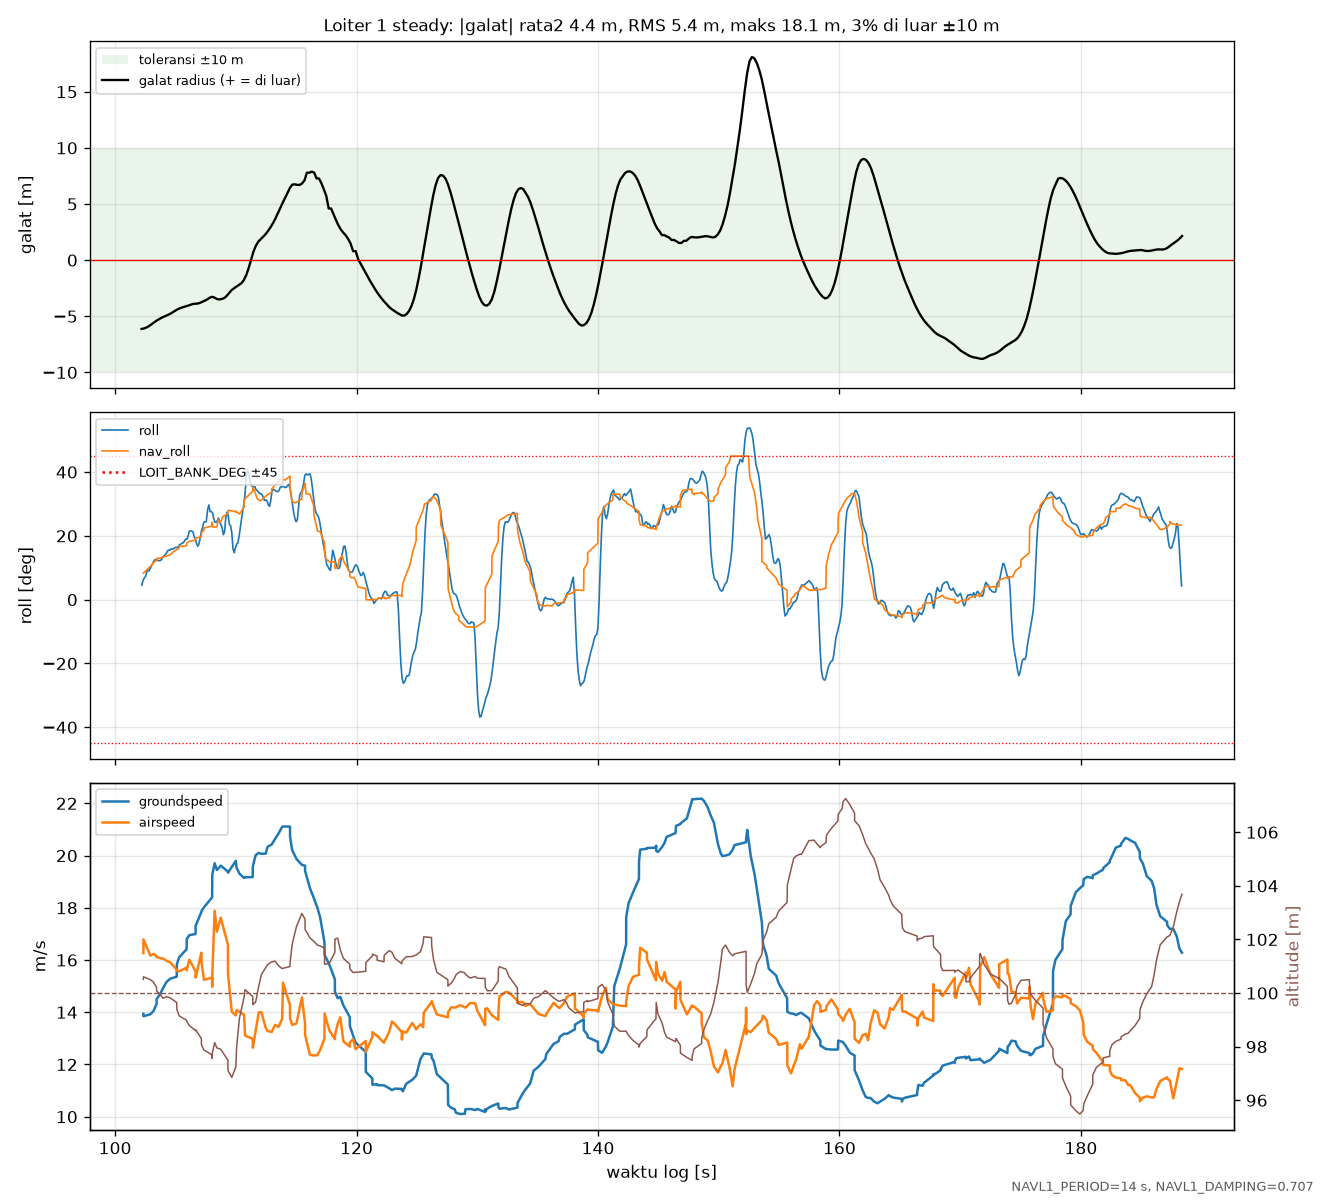 Loiter 1 steady: |galat| rata2 4.4 m, RMS 5.4 m, maks 18.1 m, 3% di luar ±10 m
toleransi ±10 m
galat radius (+ = di luar)
galat [m]
15
10
5
0
−5
−10
roll
nav_roll
LOIT_BANK_DEG ±45
roll [deg]
40
20
0
−20
−40
groundspeed
airspeed
m/s
22
20
18
16
14
12
10
106
104
102
100
98
96
altitude [m]
100
120
140
160
180
waktu log [s]
NAVL1_PERIOD=14 s, NAVL1_DAMPING=0.707